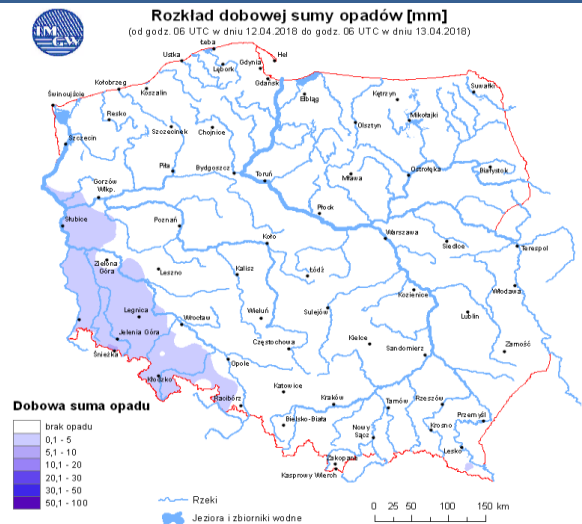 Rozkład dobowej sumy opadów [mm]
(od godz. 06 UTC w dniu 12.04.2018 do godz. 06 UTC w dniu 13.04.2018)
IM
GW
Łeba
Hel
Ustka
Gdynia
Lębork
Gdańsk
Kołobrzeg
Koszalin
Elbląg
Kętrzyn
Suwałki
Świnoujście
Resko
Mikołajki
Szczecinek
Chojnice
Olsztyn
Szczecin
Piła
Bydgoszcz
Toruń
Mława
Ostrołęka
Białystok
Gorzów
Wlkp.
Płock
Słubice
Poznań
Koło
Warszawa
Siedlce
Terespol
Zielona
Góra
Leszno
Kalisz
Łódź
Kozienice
Włodawa
Legnica
Wrocław
Wieluń
Sulejów
Lublin
Jelenia Góra
Śnieżka
Częstochowa
Kielce
Sandomierz
Zamość
Opole
Kłodzko
Katowice
Racibórz
Kraków
Tarnów
Rzeszów
Bielsko-Biała
Nowy
Sącz
Krosno
Przemyśl
Lesko
Zakopane
Kasprowy Wierch
Dobowa suma opadu
brak opadu
0,1 - 5
5,1 - 10
10,1 - 20
20,1 - 30
30,1 - 50
50,1 - 100
Rzeki
Jeziora i zbiorniki wodne
0 25 50 100 150 km